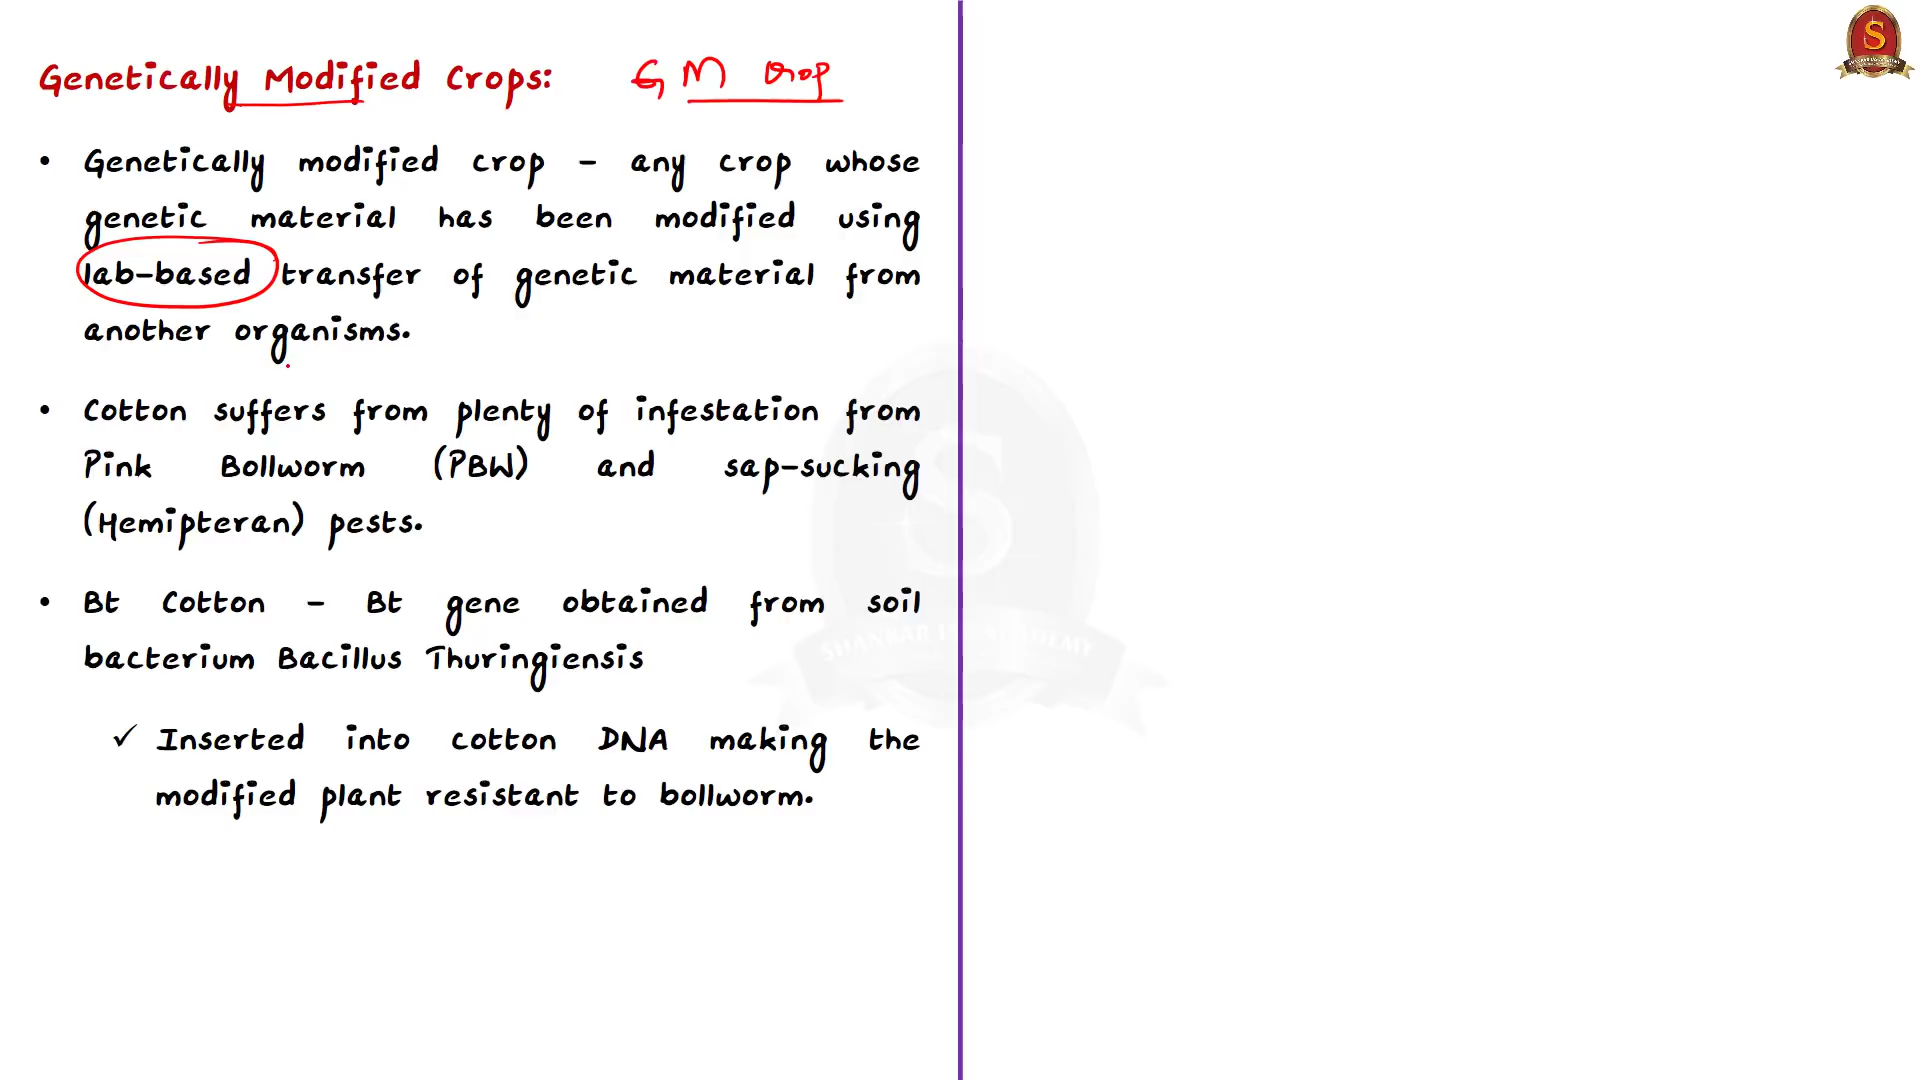 Genetically Modified Crops: GM crop
• Genetically modified crop – any crop whose
genetic material has been modified using
lab-based transfer of genetic material from
another organisms.
• Cotton suffers from plenty of infestation from
Pink Bollworm (PBW) and sap-sucking
(Hemipteran) pests.
• Bt Cotton – Bt gene obtained from soil
bacterium Bacillus Thuringiensis
✓ Inserted into cotton DNA making the
modified plant resistant to bollworm.
S
SHANKAR IAS ACADEMY